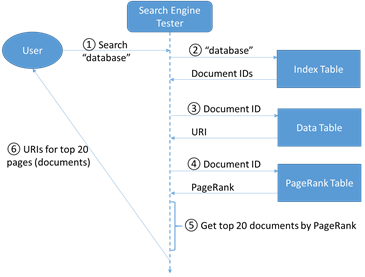 Search Engine
Tester
User
① Search
“database”
② “database”
Index Table
Document IDs
③ Document ID
Data Table
URI
⑥ URIs for top 20
pages (documents)
④ Document ID
PageRank Table
PageRank
⑤ Get top 20 documents by PageRank